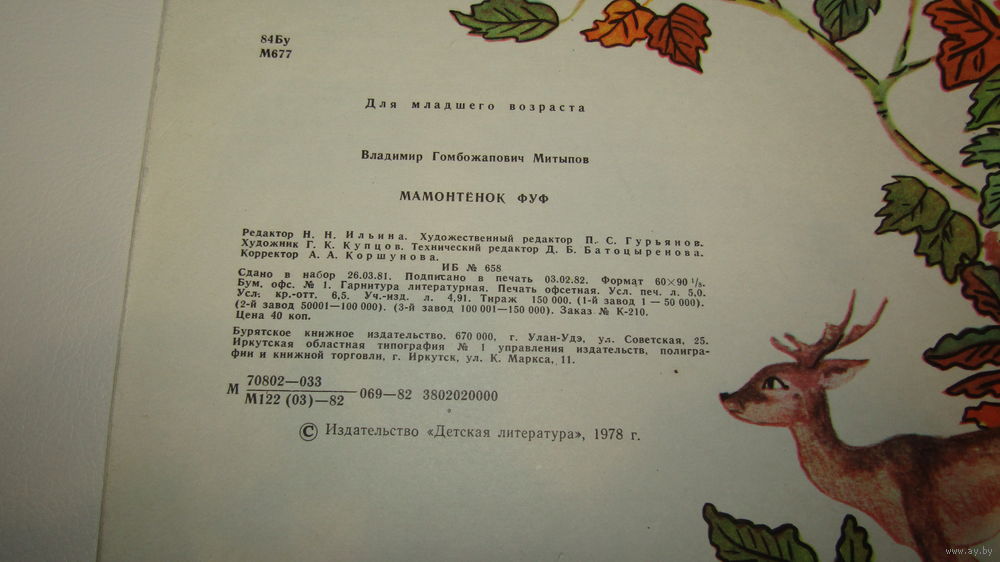 84Бу
М677
Для младшего возраста
Владимир Гомбожапович Митыпов
МАМОНТЕНОК ФУФ
Редактор Н. Н. Ильина. Художественный редактор П. С. Гурьянов.
Художник Г. К. Купцов. Технический редактор Д. Б. Батоцыренова.
Корректор А. А. Коршунова.
ИБ № 658
Сдано в набор 26.03.81. Подписано в печать 03.02.82. Формат 60×90 1/8.
Бум. офс. № 1. Гарнитура литературная. Печать офсетная. Усл. печ. л. 5,0.
Усл. кр.-отт. 6,5. Уч.-изд. л. 4,91. Тираж 150 000. (1-й завод 1—50 000).
(2-й завод 50001—100 000). (3-й завод 100 001—150 000). Заказ № К-210.
Цена 40 коп.
Бурятское книжное издательство. 670 000, г. Улан-Удэ, ул. Советская, 25.
Иркутская областная типография № 1 управления издательств, полигра-
фии и книжной торговли, г. Иркутск, ул. К. Маркса, 11.
М 70802—033
М122 (03)—82 069—82 3802020000
© Издательство «Детская литература», 1978 г.
www.ay.by